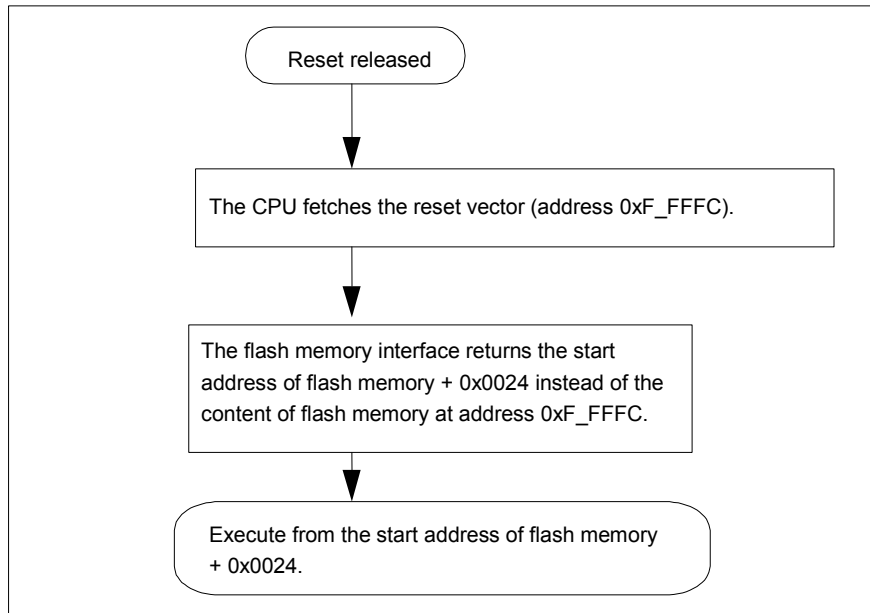 Reset released
The CPU fetches the reset vector (address 0xF_FFFC).
The flash memory interface returns the start
address of flash memory + 0x0024 instead of the
content of flash memory at address 0xF_FFFC.
Execute from the start address of flash memory
+ 0x0024.